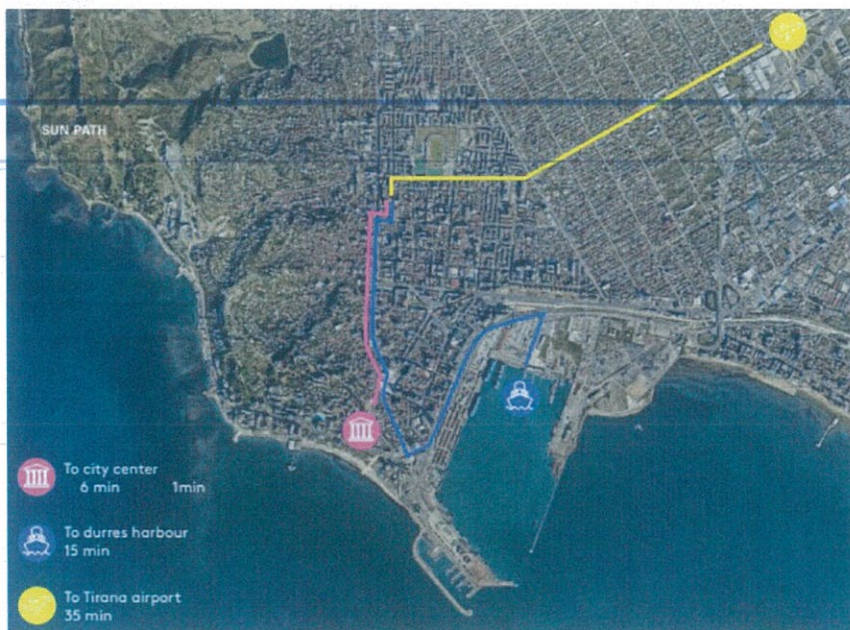 SUN PATH
To city center
6 min 1min
To durres harbour
15 min
To Tirana airport
35 min